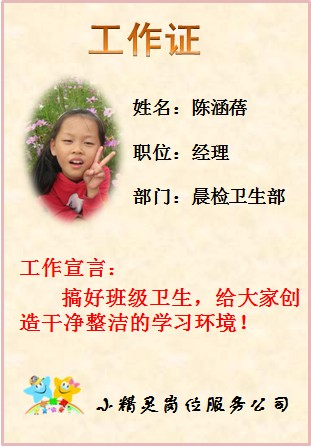 工作证
姓名：陈涵蓓
职位：经理
部门：晨检卫生部
工作宣言：
搞好班级卫生，给大家创
造干净整洁的学习环境！
小精灵岗位服务公司